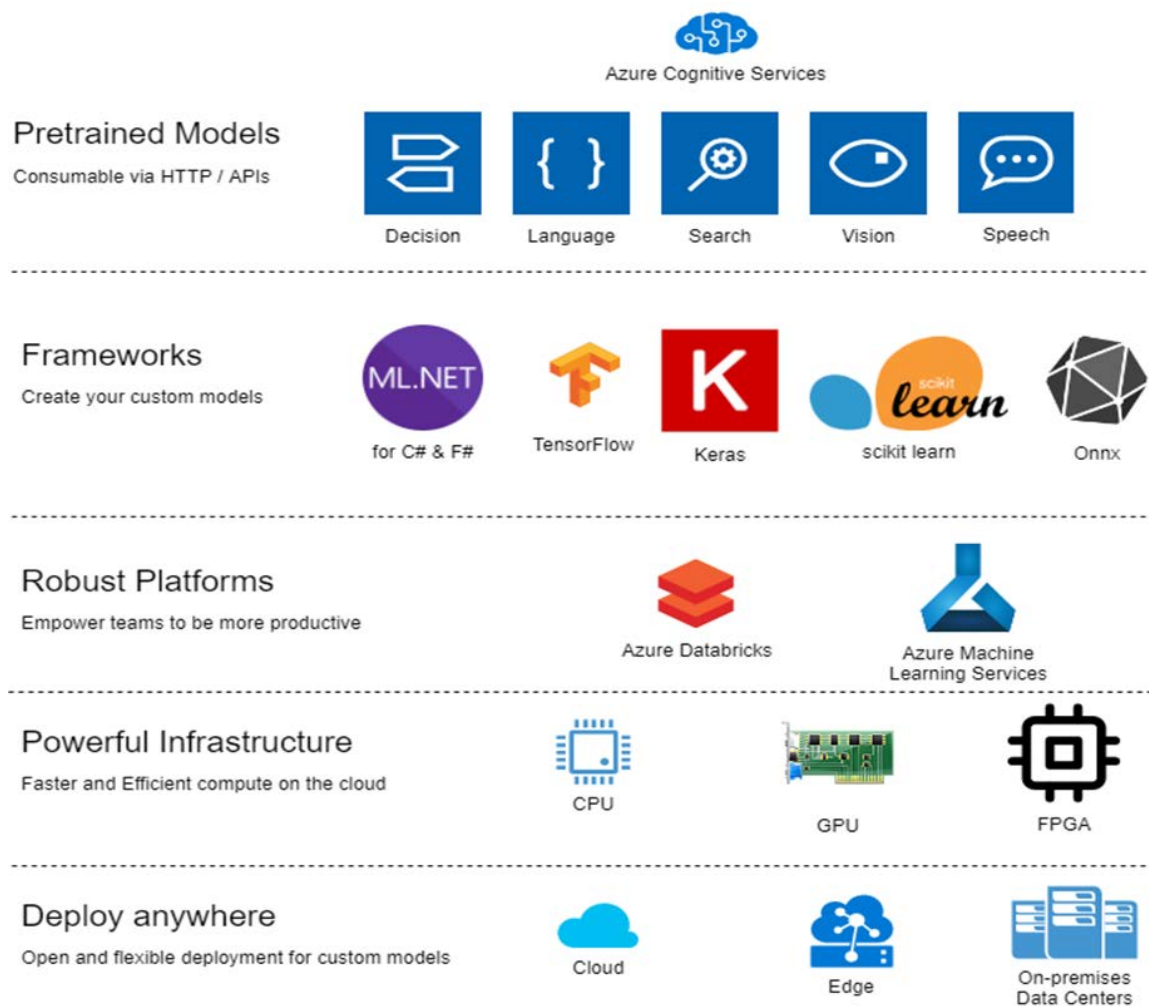 Azure Cognitive Services
Pretrained Models
Consumable via HTTP / APIs
{ }
Decision
Language
Search
Vision
Speech
Frameworks
Create your custom models
ML.NET
for C# & F#
TensorFlow
K
Keras
scikit
learn
scikit learn
Onnx
Robust Platforms
Empower teams to be more productive
Azure Databricks
Azure Machine
Learning Services
Powerful Infrastructure
Faster and Efficient compute on the cloud
CPU
GPU
FPGA
Deploy anywhere
Open and flexible deployment for custom models
Cloud
Edge
On-premises
Data Centers